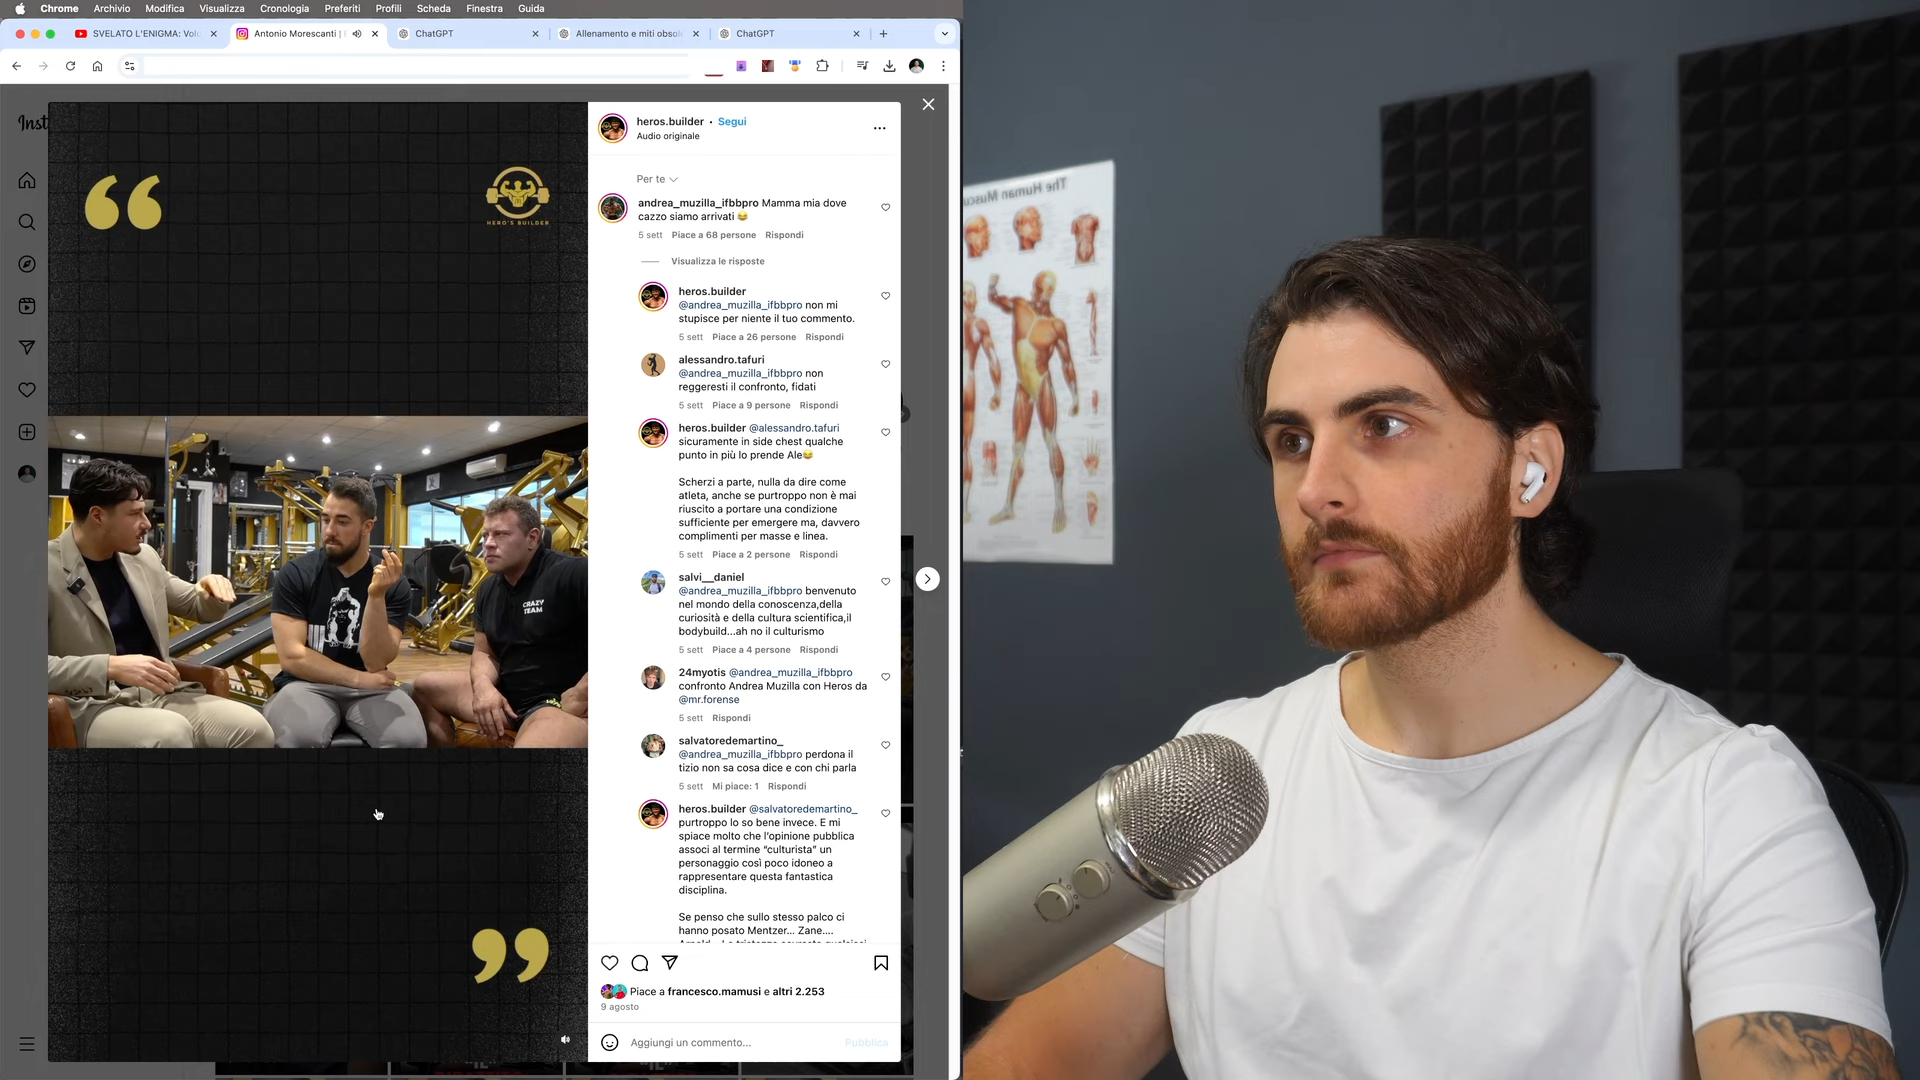 Chrome Archivio Modifica Visualizza Cronologia Preferiti Profili Scheda Finestra Guida
SVELATO L'ENIGMA: Vol
Antonio Morescanti |
ChatGPT
Allenamento e miti obsol
ChatGPT
Inst
HERO'S BUILDER
CRAZY
TEAM
heros.builder • Segui
Audio originale
Per te
andrea_muzilla_ifbbpro Mamma mia dove
cazzo siamo arrivati 😂
5 sett Piace a 68 persone Rispondi
Visualizza le risposte
heros.builder
@andrea_muzilla_ifbbpro non mi
stupisce per niente il tuo commento.
5 sett Piace a 26 persone Rispondi
alessandro.tafuri
@andrea_muzilla_ifbbpro non
reggeresti il confronto, fidati
5 sett Piace a 9 persone Rispondi
heros.builder @alessandro.tafuri
sicuramente in side chest qualche
punto in più lo prende Ale😂
Scherzi a parte, nulla da dire come
atleta, anche se purtroppo non è mai
riuscito a portare una condizione
sufficiente per emergere ma, davvero
complimenti per masse e linea.
5 sett Piace a 2 persone Rispondi
salvi__daniel
@andrea_muzilla_ifbbpro benvenuto
nel mondo della conoscenza,della
curiosità e della cultura scientifica,il
bodybuild...ah no il culturismo
5 sett Piace a 4 persone Rispondi
24myotis @andrea_muzilla_ifbbpro
confronto Andrea Muzilla con Heros da
@mr.forense
5 sett Rispondi
salvatoredemartino_
@andrea_muzilla_ifbbpro perdona il
tizio non sa cosa dice e con chi parla
5 sett Mi piace: 1 Rispondi
heros.builder @salvatoredemartino_
purtroppo lo so bene invece. E mi
spiace molto che l'opinione pubblica
associ al termine “culturista” un
personaggio così poco idoneo a
rappresentare questa fantastica
disciplina.
Se penso che sullo stesso palco ci
hanno posato Mentzer... Zane....
Piace a francesco.mamusi e altri 2.253
9 agosto
Aggiungi un commento...
Pubblica
The Human Muscu